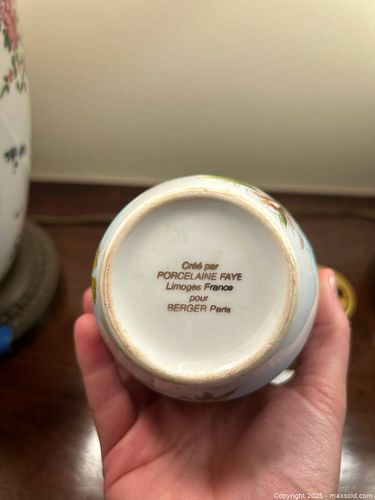 Créé par
PORCELAINE FAYE
Limoges France
pour
BERGER Paris
Copyright 2025 - maxsold.com